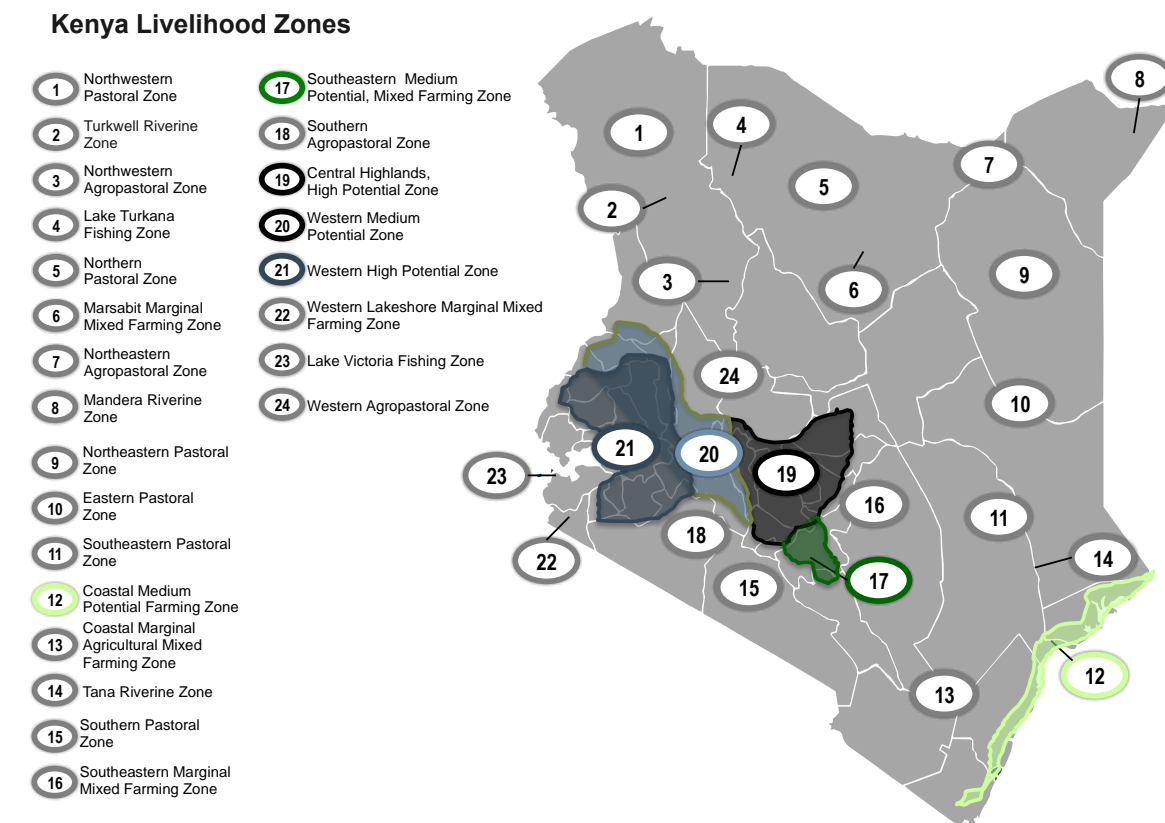 Kenya Livelihood Zones
1
Northwestern
Pastoral Zone
2
Turkwell Riverine
Zone
3
Northwestern
Agropastoral Zone
4
Lake Turkana
Fishing Zone
5
Northern
Pastoral Zone
6
Marsabit Marginal
Mixed Farming Zone
7
Northeastern
Agropastoral Zone
8
Mandera Riverine
Zone
9
Northeastern Pastoral
Zone
10
Eastern Pastoral
Zone
11
Southeastern Pastoral
Zone
12
Coastal Medium
Potential Farming Zone
13
Coastal Marginal
Agricultural Mixed
Farming Zone
14
Tana Riverine Zone
15
Southern Pastoral
Zone
16
Southeastern Marginal
Mixed Farming Zone
17
Southeastern Medium
Potential, Mixed Farming Zone
18
Southern
Agropastoral Zone
19
Central Highlands,
High Potential Zone
20
Western Medium
Potential Zone
21
Western High Potential Zone
22
Western Lakeshore Marginal Mixed
Farming Zone
23
Lake Victoria Fishing Zone
24
Western Agropastoral Zone
8
1
4
7
5
2
9
3
6
24
10
21
20
19
23
16
11
18
22
14
15
17
12
13